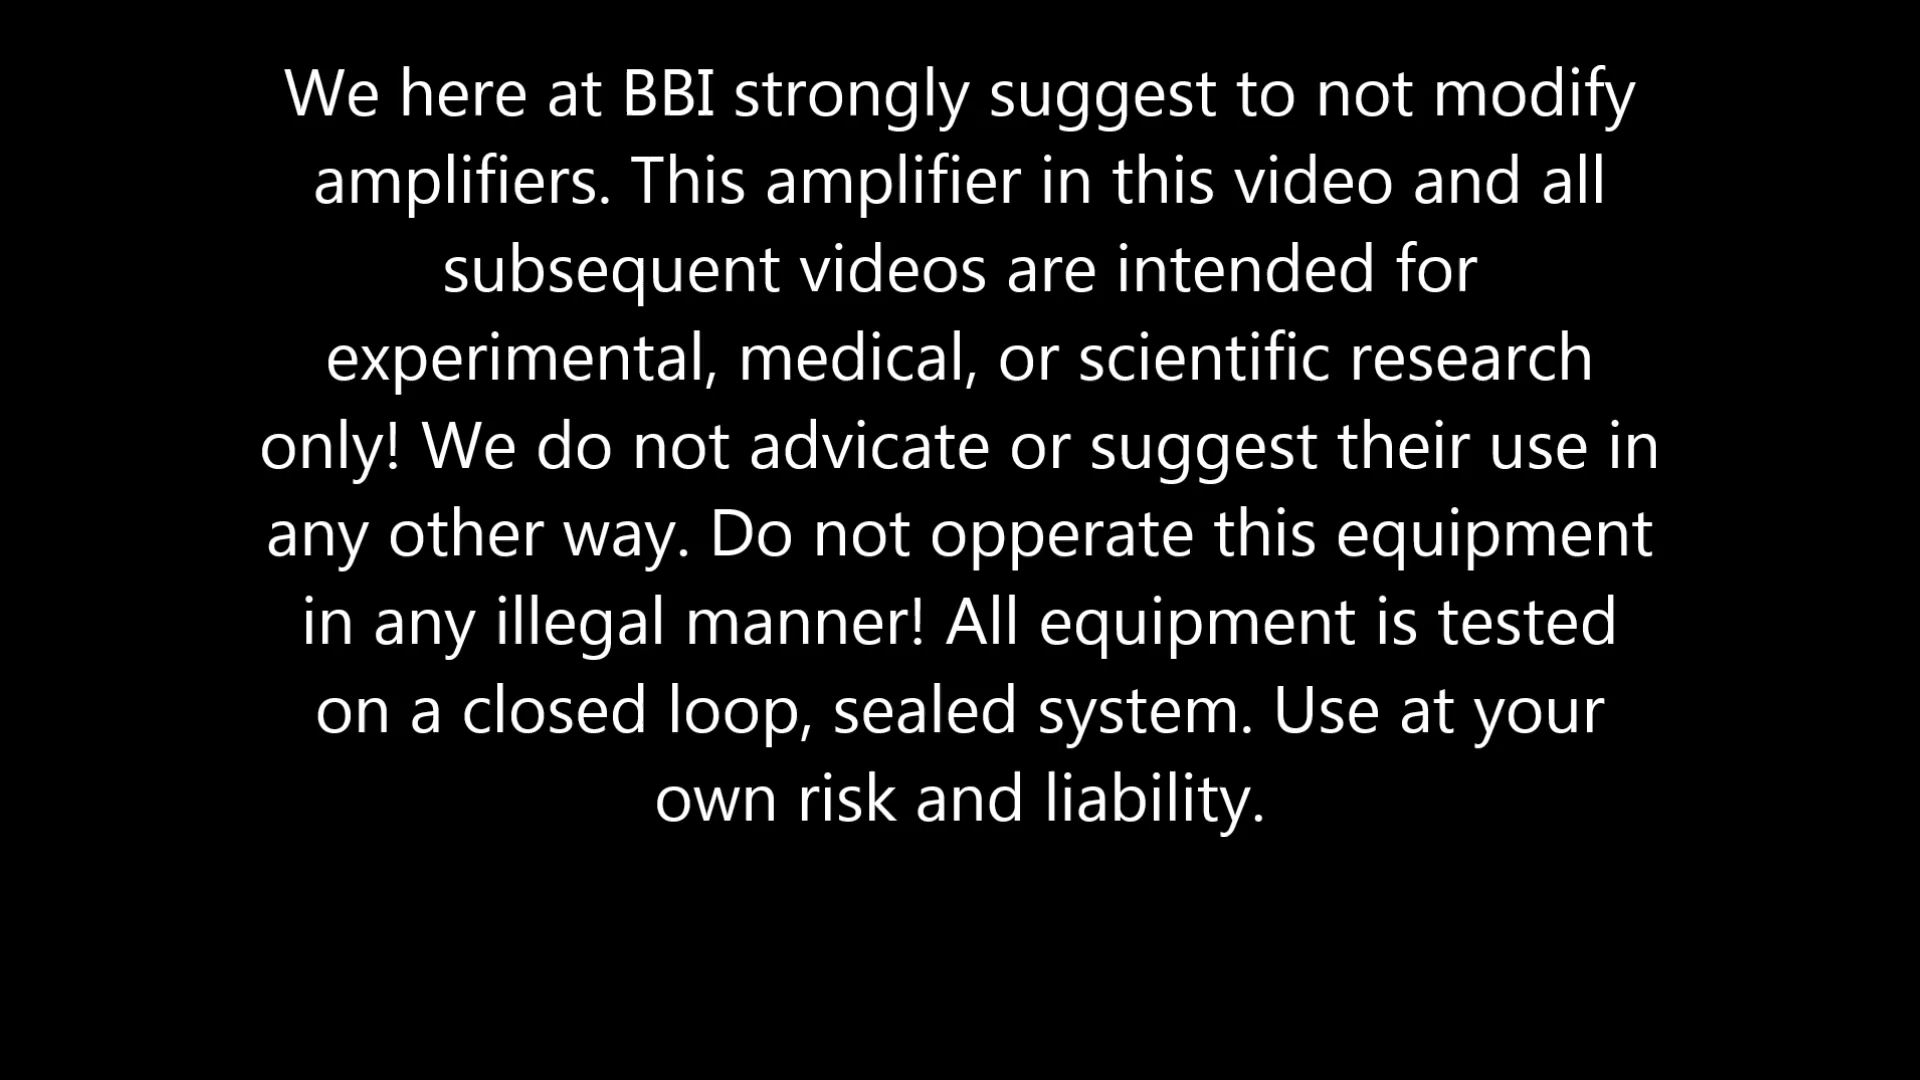 We here at BBI strongly suggest to not modify
amplifiers. This amplifier in this video and all
subsequent videos are intended for
experimental, medical, or scientific research
only! We do not advicate or suggest their use in
any other way. Do not opperate this equipment
in any illegal manner! All equipment is tested
on a closed loop, sealed system. Use at your
own risk and liability.